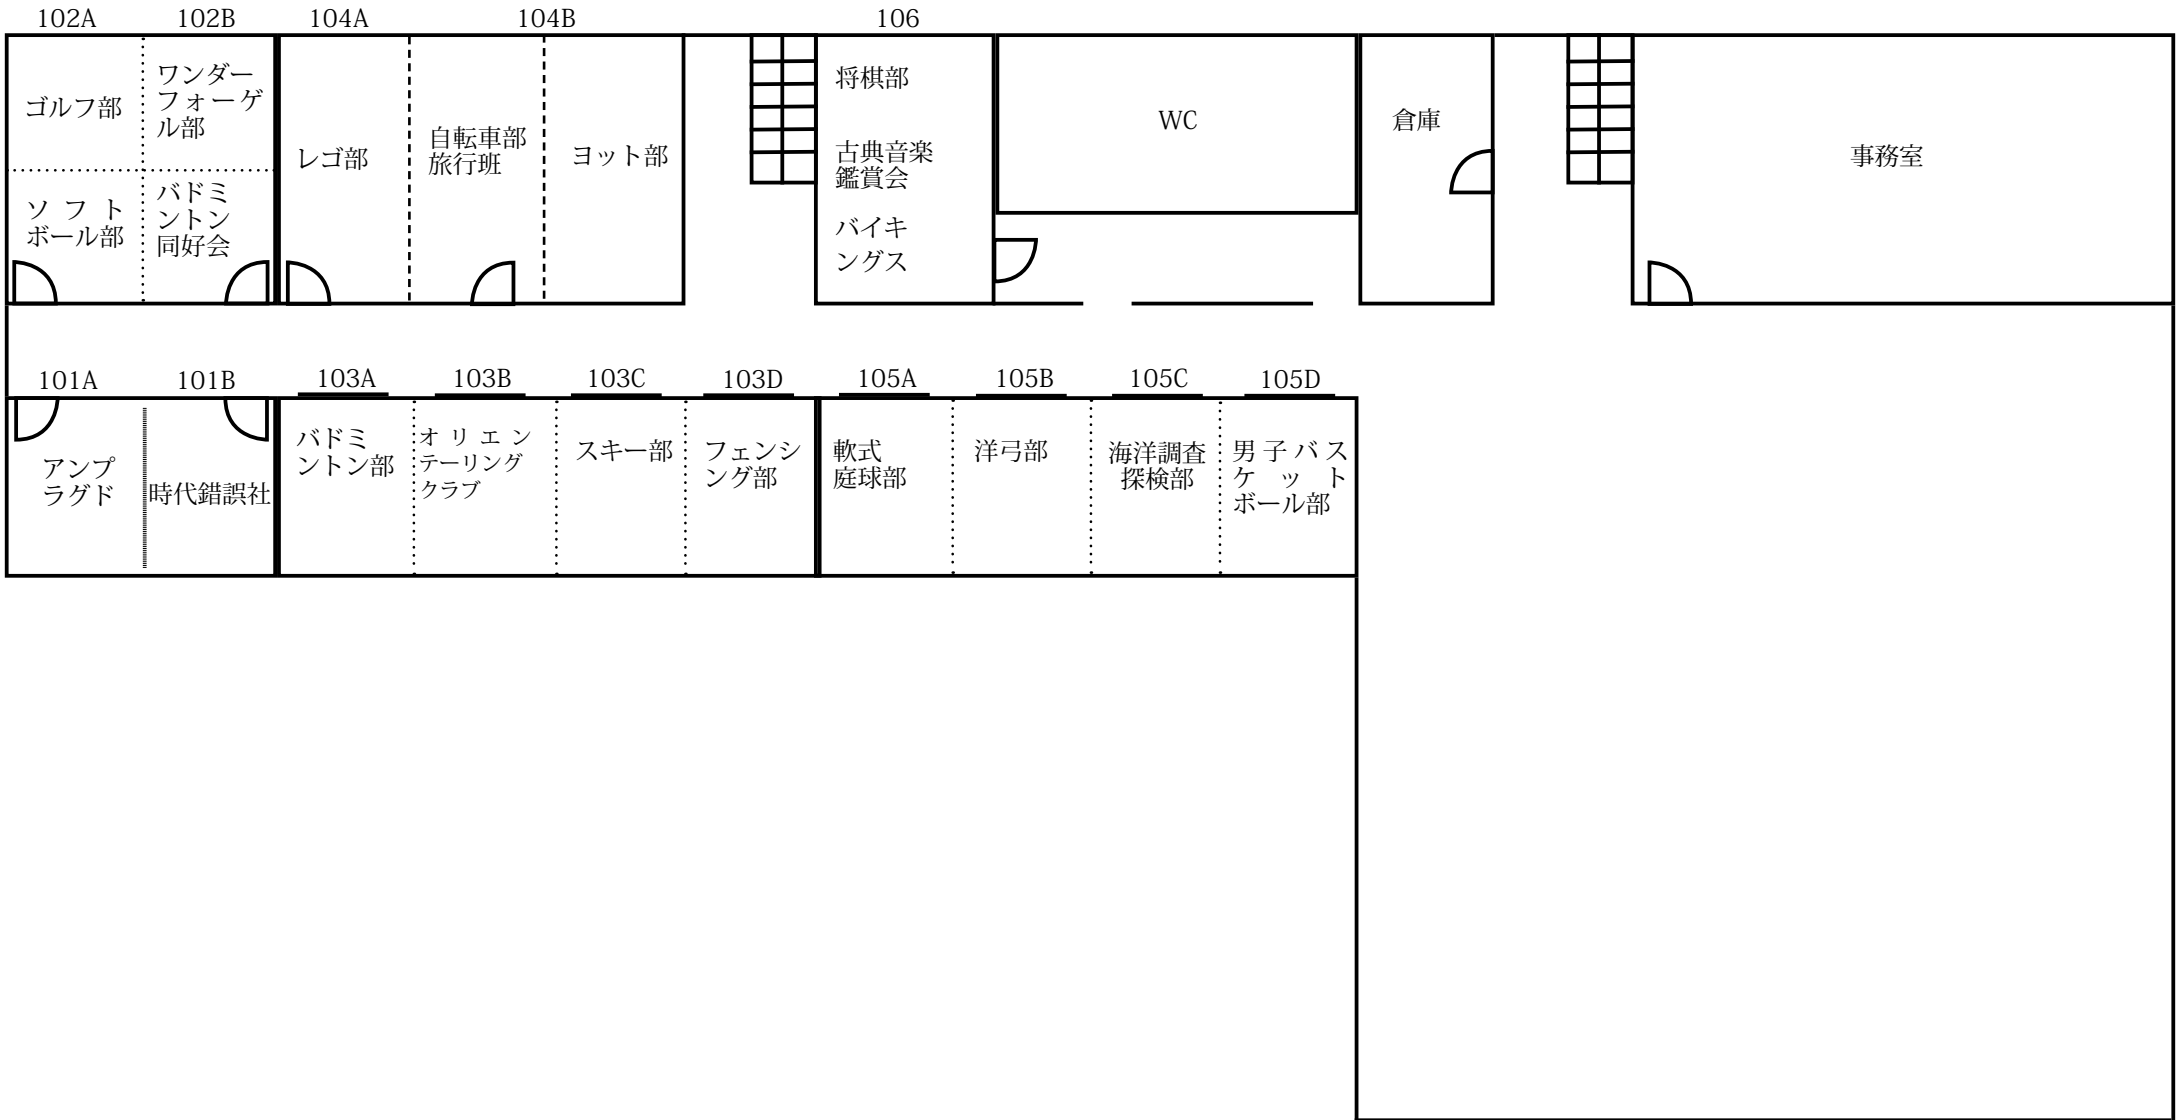 102A
102B
104A
104B
106
ゴルフ部
ワンダー
フォーゲ
ル部
ソフト
ボール部
バドミ
ントン
同好会
レゴ部
自転車部
旅行班
ヨット部
将棋部
古典音楽
鑑賞会
バイキ
ングス
WC
倉庫
事務室
101A
101B
103A
103B
103C
103D
105A
105B
105C
105D
アンプ
ラグド
時代錯誤社
バドミ
ントン部
オリエン
テーリング
クラブ
スキー部
フェンシ
ング部
軟式
庭球部
洋弓部
海洋調査
探検部
男子バス
ケット
ボール部